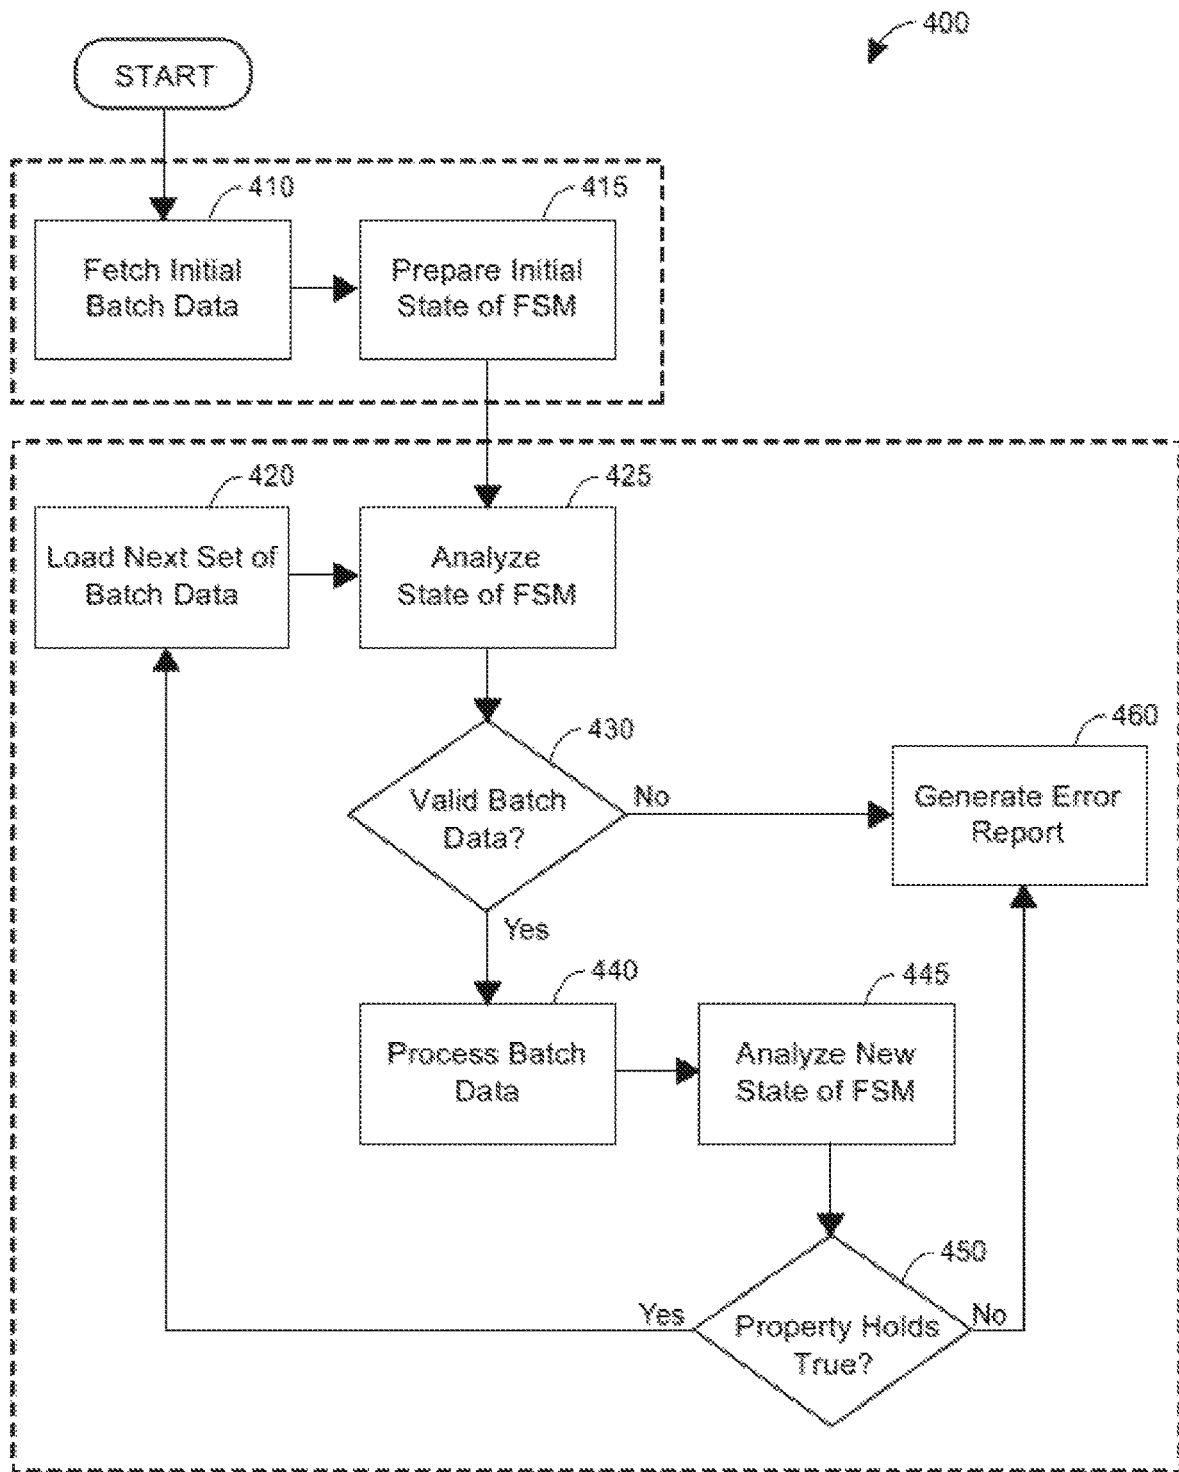 400
START
410
Fetch Initial
Batch Data
415
Prepare Initial
State of FSM
420
Load Next Set of
Batch Data
425
Analyze
State of FSM
430
Valid Batch
Data?
No
Yes
460
Generate Error
Report
440
Process Batch
Data
445
Analyze New
State of FSM
450
Property Holds
True?
Yes
No